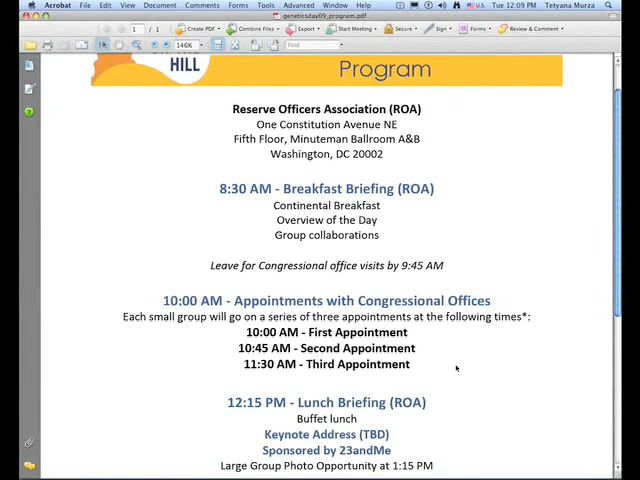 Acrobat File Edit View Document Comments Forms Tools Advanced Window Help U.S. Tue 12:09 PM Tetyana Murza
geneticsday09_program.pdf
1 / 1 Create PDF Combine Files Export Start Meeting Secure Sign Forms Review & Comment
146% Find
HILL
Program
Reserve Officers Association (ROA)
One Constitution Avenue NE
Fifth Floor, Minuteman Ballroom A&B
Washington, DC 20002
8:30 AM - Breakfast Briefing (ROA)
Continental Breakfast
Overview of the Day
Group collaborations
Leave for Congressional office visits by 9:45 AM
10:00 AM - Appointments with Congressional Offices
Each small group will go on a series of three appointments at the following times*:
10:00 AM - First Appointment
10:45 AM - Second Appointment
11:30 AM - Third Appointment
12:15 PM - Lunch Briefing (ROA)
Buffet lunch
Keynote Address (TBD)
Sponsored by 23andMe
Large Group Photo Opportunity at 1:15 PM